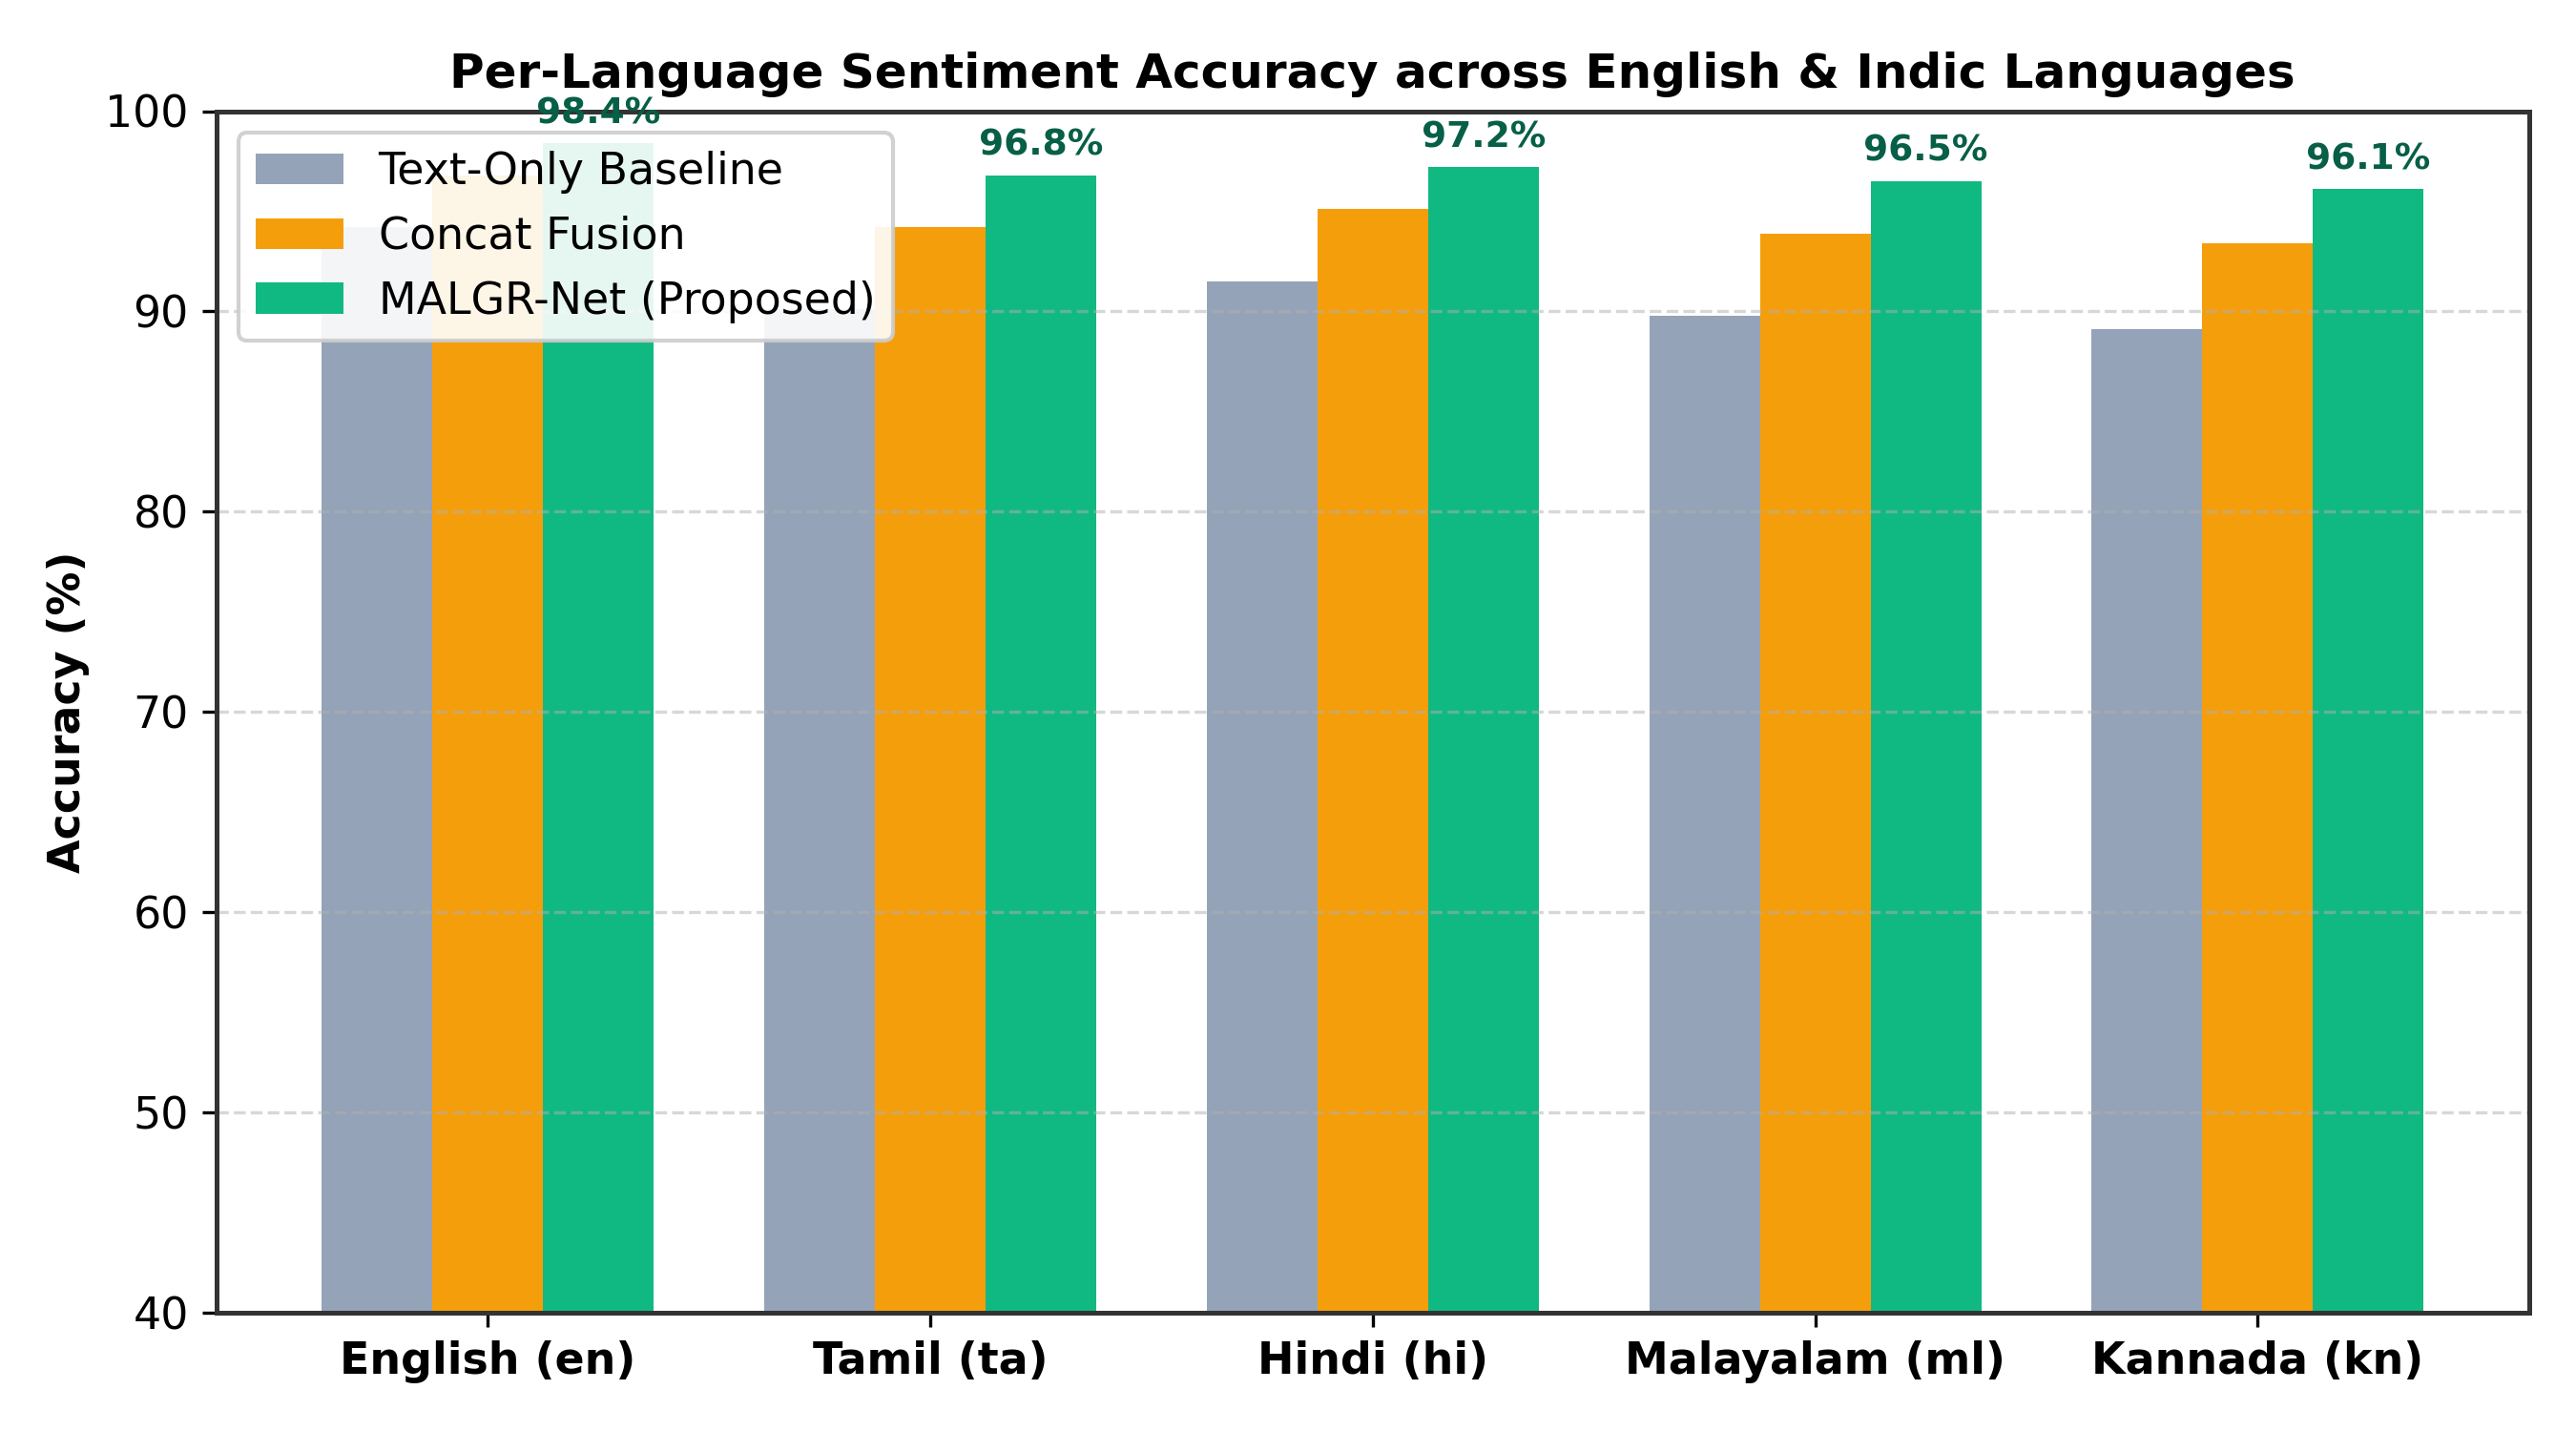 Per-Language Sentiment Accuracy across English & Indic Languages
98.4%
96.8%
97.2%
96.5%
96.1%
Text-Only Baseline
Concat Fusion
MALGR-Net (Proposed)
Accuracy (%)
100
90
80
70
60
50
40
English (en)
Tamil (ta)
Hindi (hi)
Malayalam (ml)
Kannada (kn)